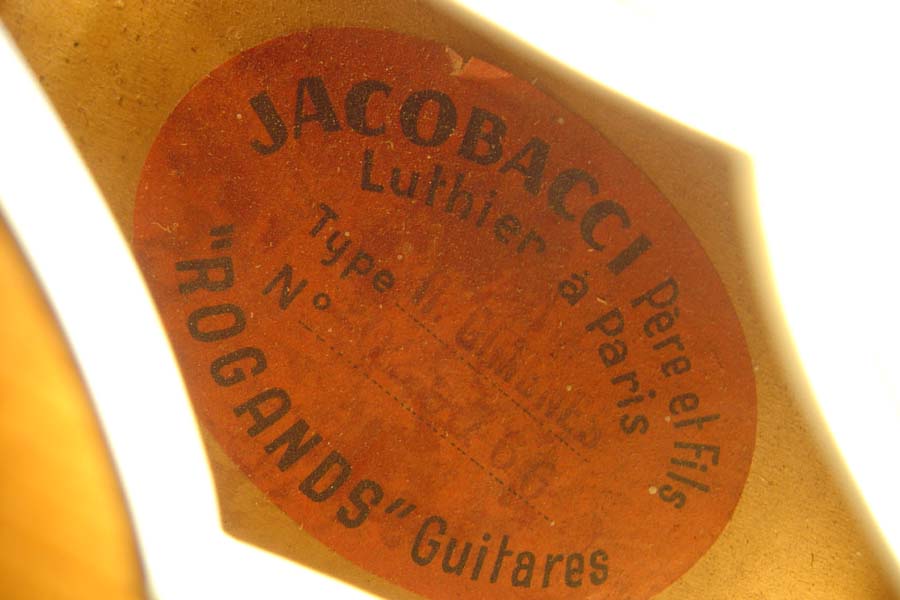 JACOBACCI Père et Fils
Luthier à Paris
Type
N°
"ROGANDS" Guitares